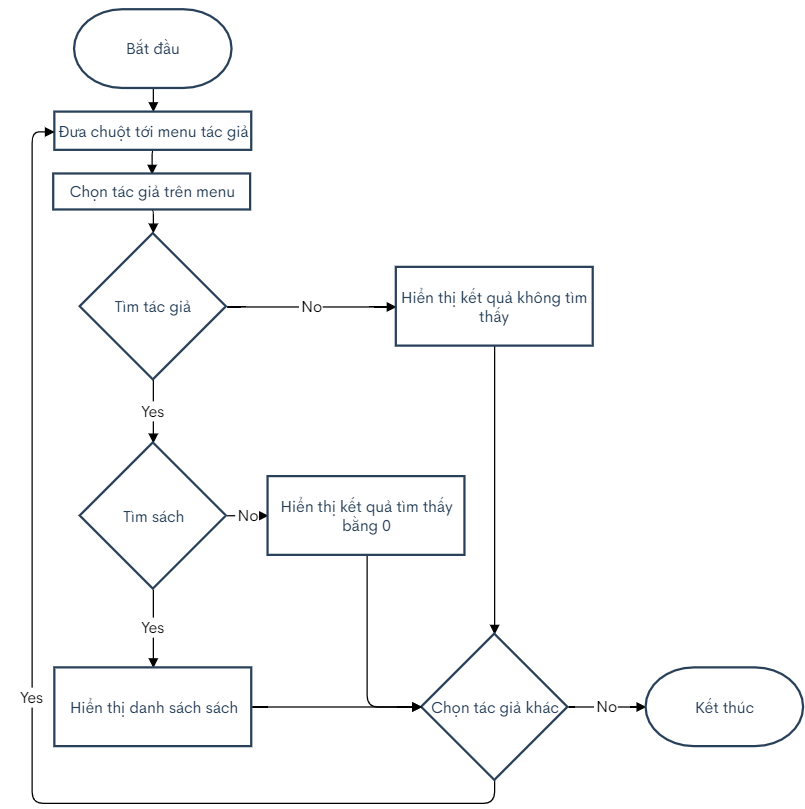 Bắt đầu
Đưa chuột tới menu tác giả
Chọn tác giả trên menu
Tìm tác giả
No
Hiển thị kết quả không tìm
thấy
Yes
Tìm sách
No
Hiển thị kết quả tìm thấy
bằng 0
Yes
Hiển thị danh sách sách
Chọn tác giả khác
No
Kết thúc
Yes